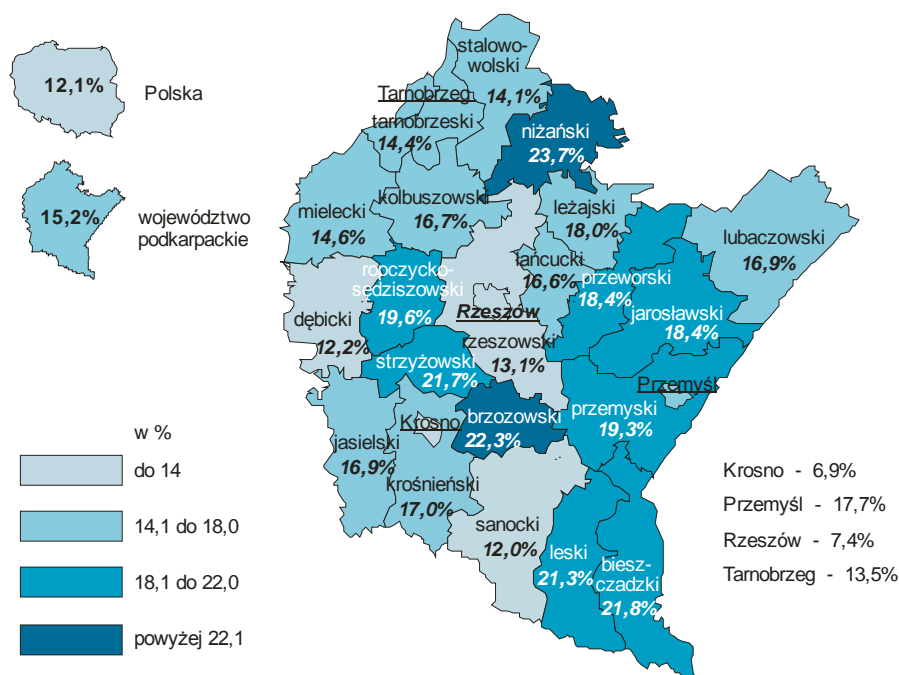 12,1%
Polska
15,2%
województwo
podkarpackie
stalowo-
wolski
14,1%
Tarnobrzeg
tarnobrzeski
14,4%
niżański
23,7%
kolbuszowski
16,7%
mielecki
14,6%
leżajski
18,0%
lubaczowski
16,9%
łańcucki
16,6%
ropczycko-
sędziszowski
19,6%
przeworski
18,4%
jarosławski
18,4%
dębicki
12,2%
Rzeszów
rzeszowski
13,1%
strzyżowski
21,7%
Przemyśl
przemyski
19,3%
Krosno
brzozowski
22,3%
jasielski
16,9%
krośnieński
17,0%
sanocki
12,0%
leski
21,3%
biesz-
czadzki
21,8%
w %
do 14
14,1 do 18,0
18,1 do 22,0
powyżej 22,1
Krosno - 6,9%
Przemyśl - 17,7%
Rzeszów - 7,4%
Tarnobrzeg - 13,5%